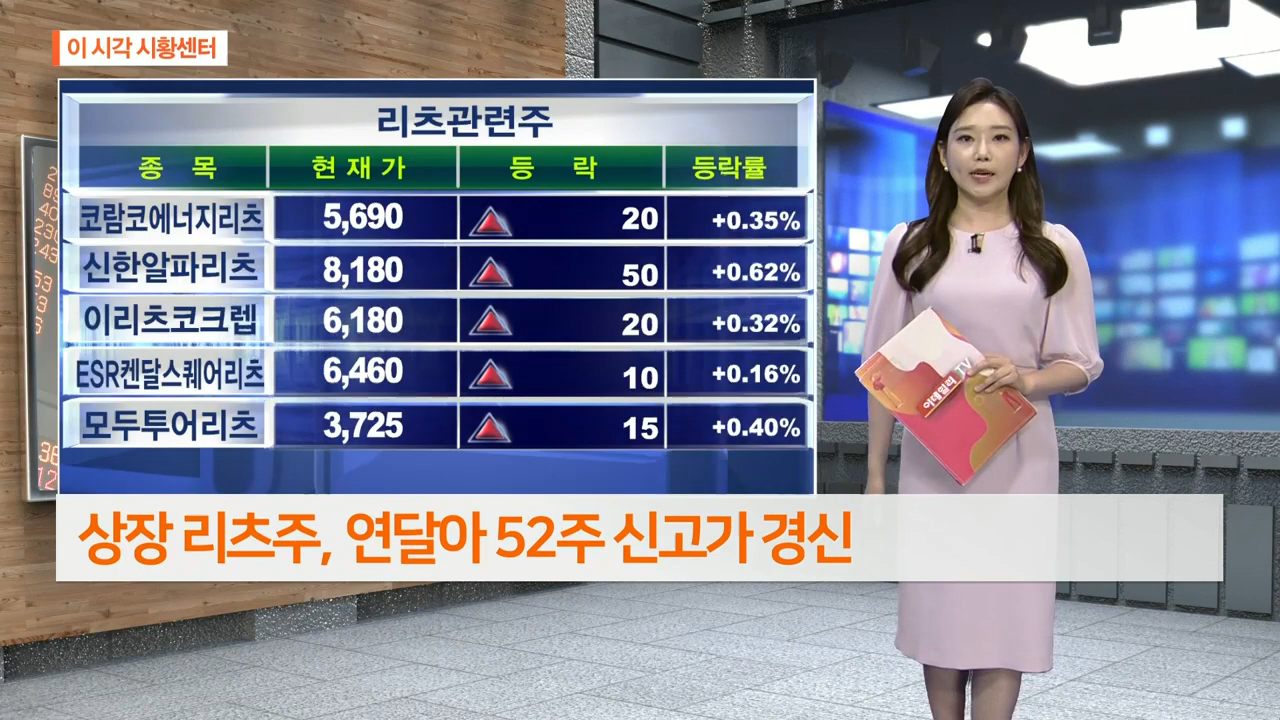 이 시각 시황센터
리츠관련주
종 목 현 재 가 등 락 등락률
코람코에너지리츠 5,690 ▲ 20 +0.35%
신한알파리츠 8,180 ▲ 50 +0.62%
이리츠코크렙 6,180 ▲ 20 +0.32%
ESR켄달스퀘어리츠 6,460 ▲ 10 +0.16%
모두투어리츠 3,725 ▲ 15 +0.40%
이데일리 TV
상장 리츠주, 연달아 52주 신고가 경신